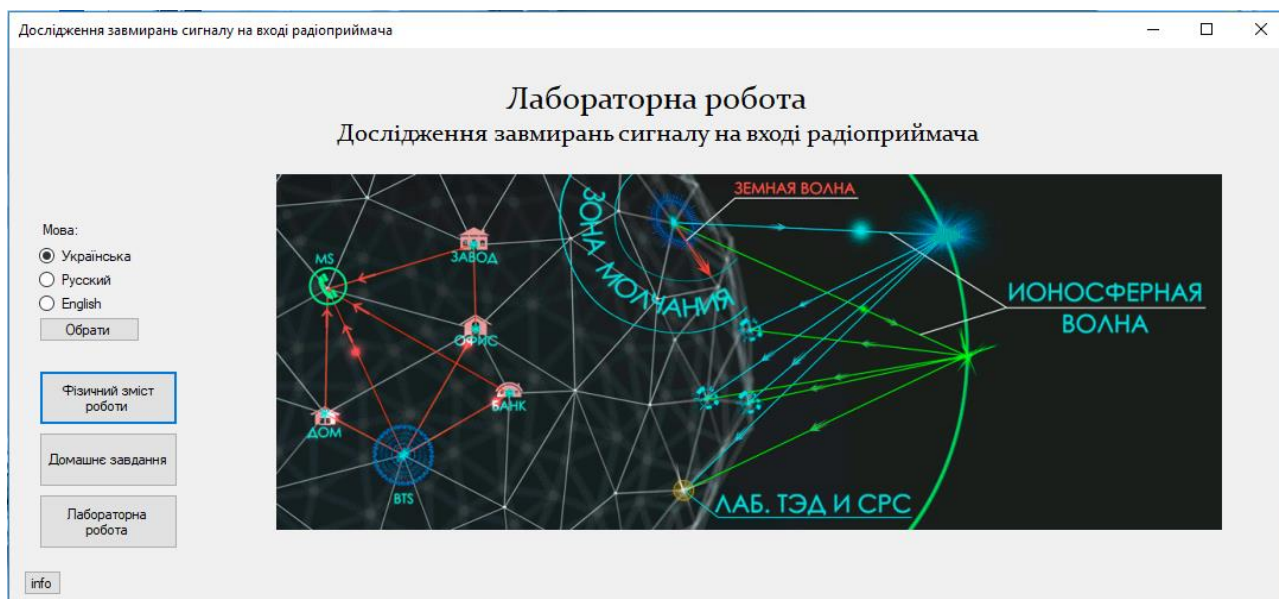 Дослідження завмирань сигналу на вході радіоприймача
Лабораторна робота
Дослідження завмирань сигналу на вході радіоприймача
Мова:
Українська
Русский
English
Обрати
Фізичний зміст
роботи
Домашнє завдання
Лабораторна
робота
info
MS
ЗАВОД
ОФИС
БАНК
ДОМ
BTS
ЗОНА МОЛЧАНИЯ
ЗЕМНАЯ ВОЛНА
ИОНОСФЕРНАЯ
ВОЛНА
ЛАБ. ТЭД И СРС